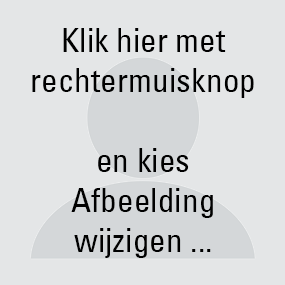 Klik hier met
rechtermuisknop
en kies
Afbeelding
wijzigen ...